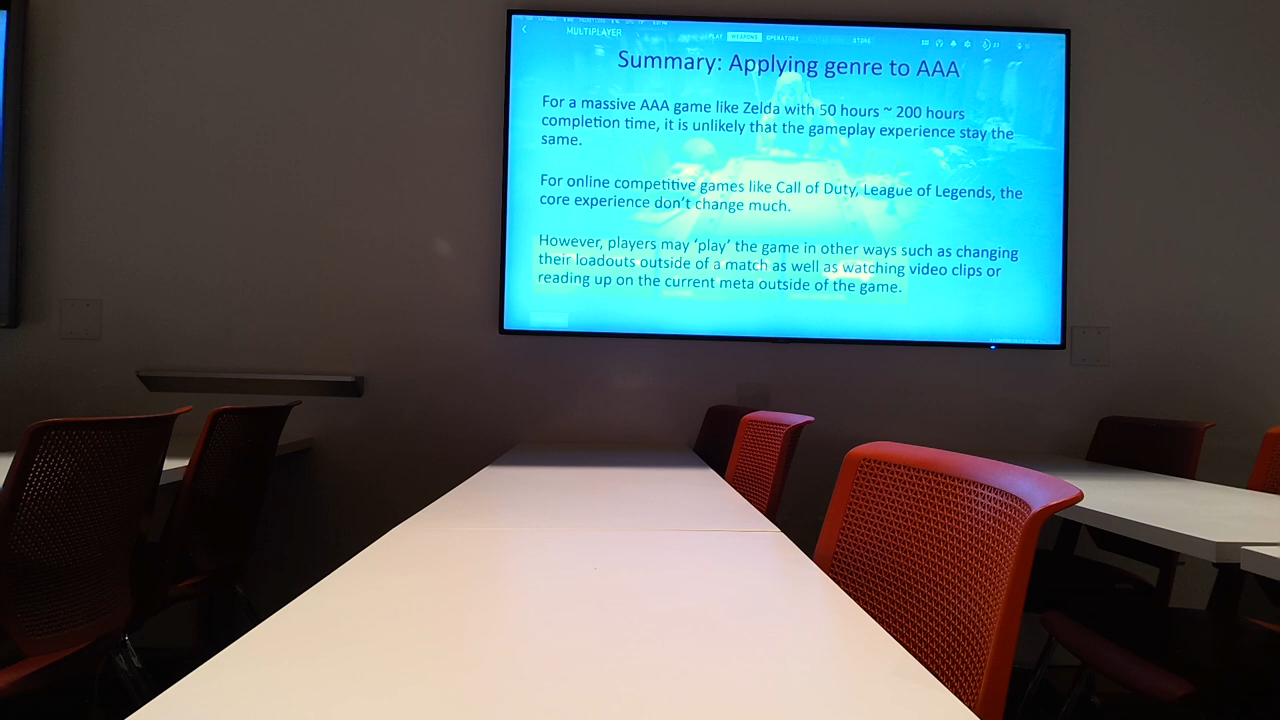 MULTIPLAYER
PLAY WEAPONS OPERATORS STORE
Summary: Applying genre to AAA
For a massive AAA game like Zelda with 50 hours ~ 200 hours
completion time, it is unlikely that the gameplay experience stay the
same.
For online competitive games like Call of Duty, League of Legends, the
core experience don't change much.
However, players may 'play' the game in other ways such as changing
their loadouts outside of a match as well as watching video clips or
reading up on the current meta outside of the game.